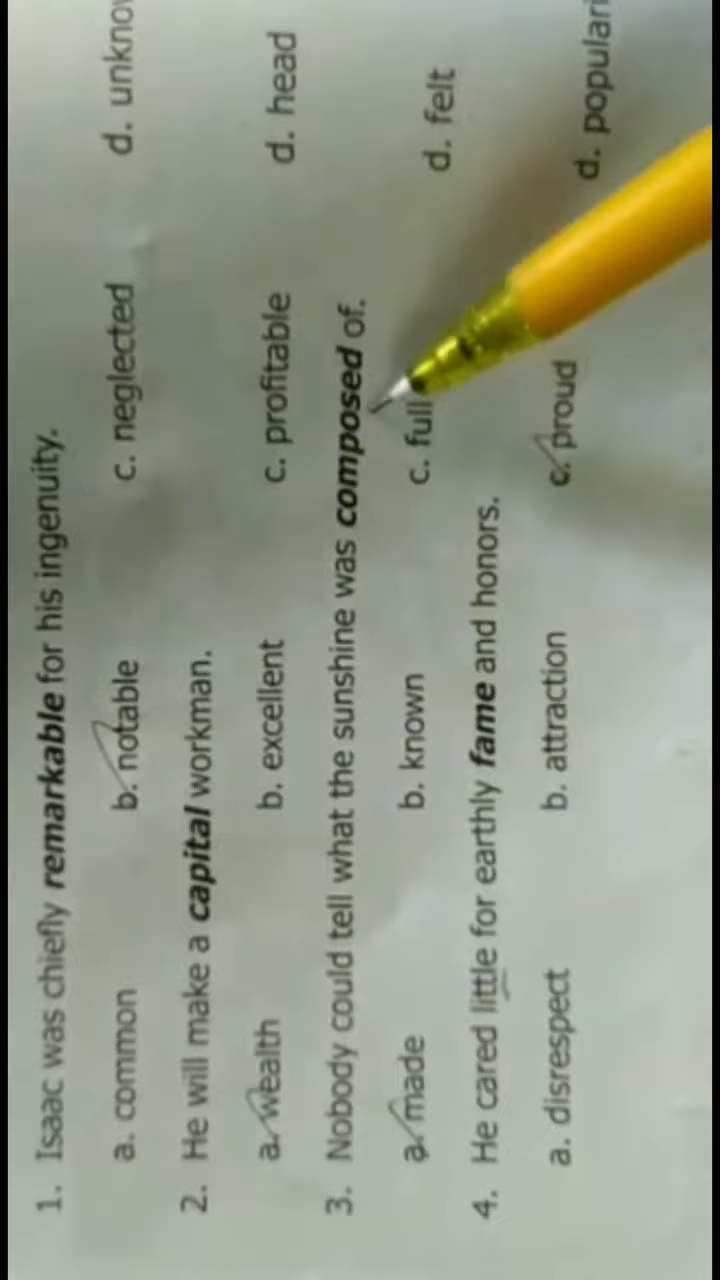 1. Isaac was chiefly remarkable for his ingenuity.
a. common b. notable c. neglected d. unknow
2. He will make a capital workman.
a. wealth b. excellent c. profitable d. head
3. Nobody could tell what the sunshine was composed of.
a. made b. known c. full d. felt
4. He cared little for earthly fame and honors.
a. disrespect b. attraction c. proud d. populari